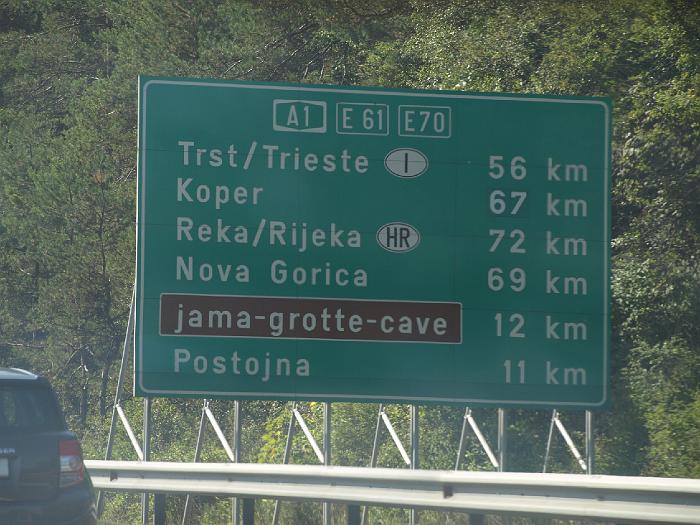 A1 E 61 E70
Trst/Trieste I 56 km
Koper 67 km
Reka/Rijeka HR 72 km
Nova Gorica 69 km
jama-grotte-cave 12 km
Postojna 11 km